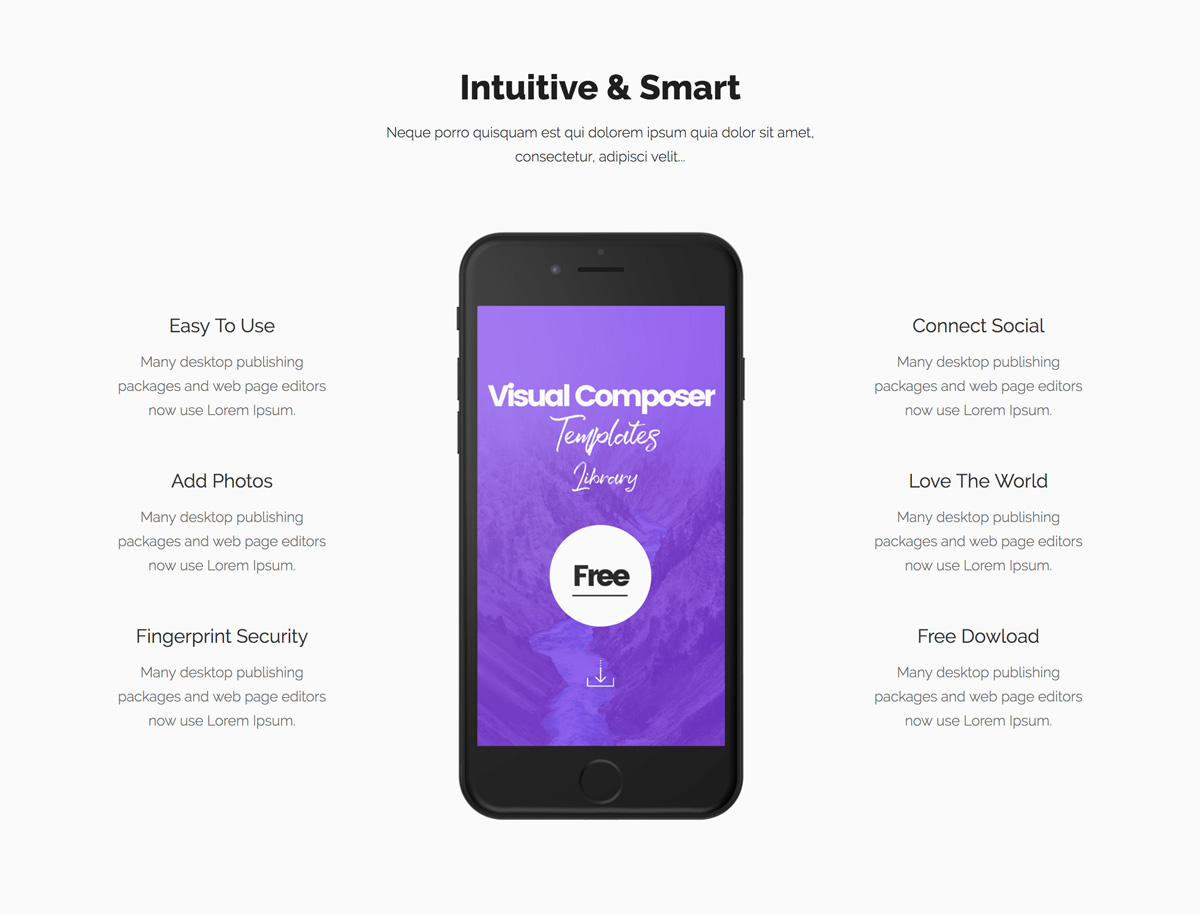 Intuitive & Smart
Neque porro quisquam est qui dolorem ipsum quia dolor sit amet,
consectetur, adipisci velit...
Easy To Use
Many desktop publishing
packages and web page editors
now use Lorem Ipsum.
Add Photos
Many desktop publishing
packages and web page editors
now use Lorem Ipsum.
Fingerprint Security
Many desktop publishing
packages and web page editors
now use Lorem Ipsum.
Visual Composer
Templates
Library
Free
Connect Social
Many desktop publishing
packages and web page editors
now use Lorem Ipsum.
Love The World
Many desktop publishing
packages and web page editors
now use Lorem Ipsum.
Free Dowload
Many desktop publishing
packages and web page editors
now use Lorem Ipsum.